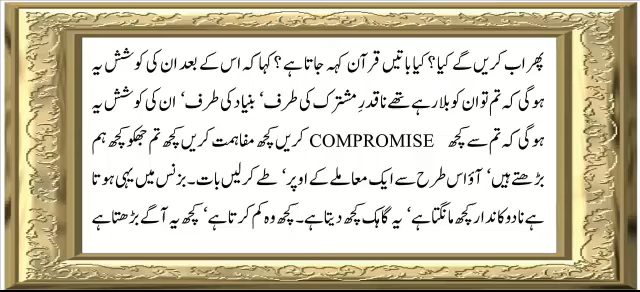 پھر اب کریں گے کیا؟ کیا باتیں قرآن کہہ جاتا ہے؟ کہا کہ اس کے بعد ان کی کوشش یہ
ہوگی کہ تم تو ان کو بلا رہے تھے نا قدرِ مشترک کی طرف‘ بنیاد کی طرف‘ ان کی کوشش یہ
ہوگی کہ تم سے کچھ COMPROMISE کریں کچھ مفاہمت کریں کچھ تم جھکو کچھ ہم
بڑھتے ہیں‘ آؤ اس طرح سے ایک معاملے کے اوپر‘ طے کر لیں بات۔ بزنس میں یہی ہوتا
ہے نا دوکاندار کچھ مانگتا ہے‘ یہ گاہک کچھ دیتا ہے۔ کچھ وہ کم کرتا ہے‘ کچھ یہ آگے بڑھتا ہے